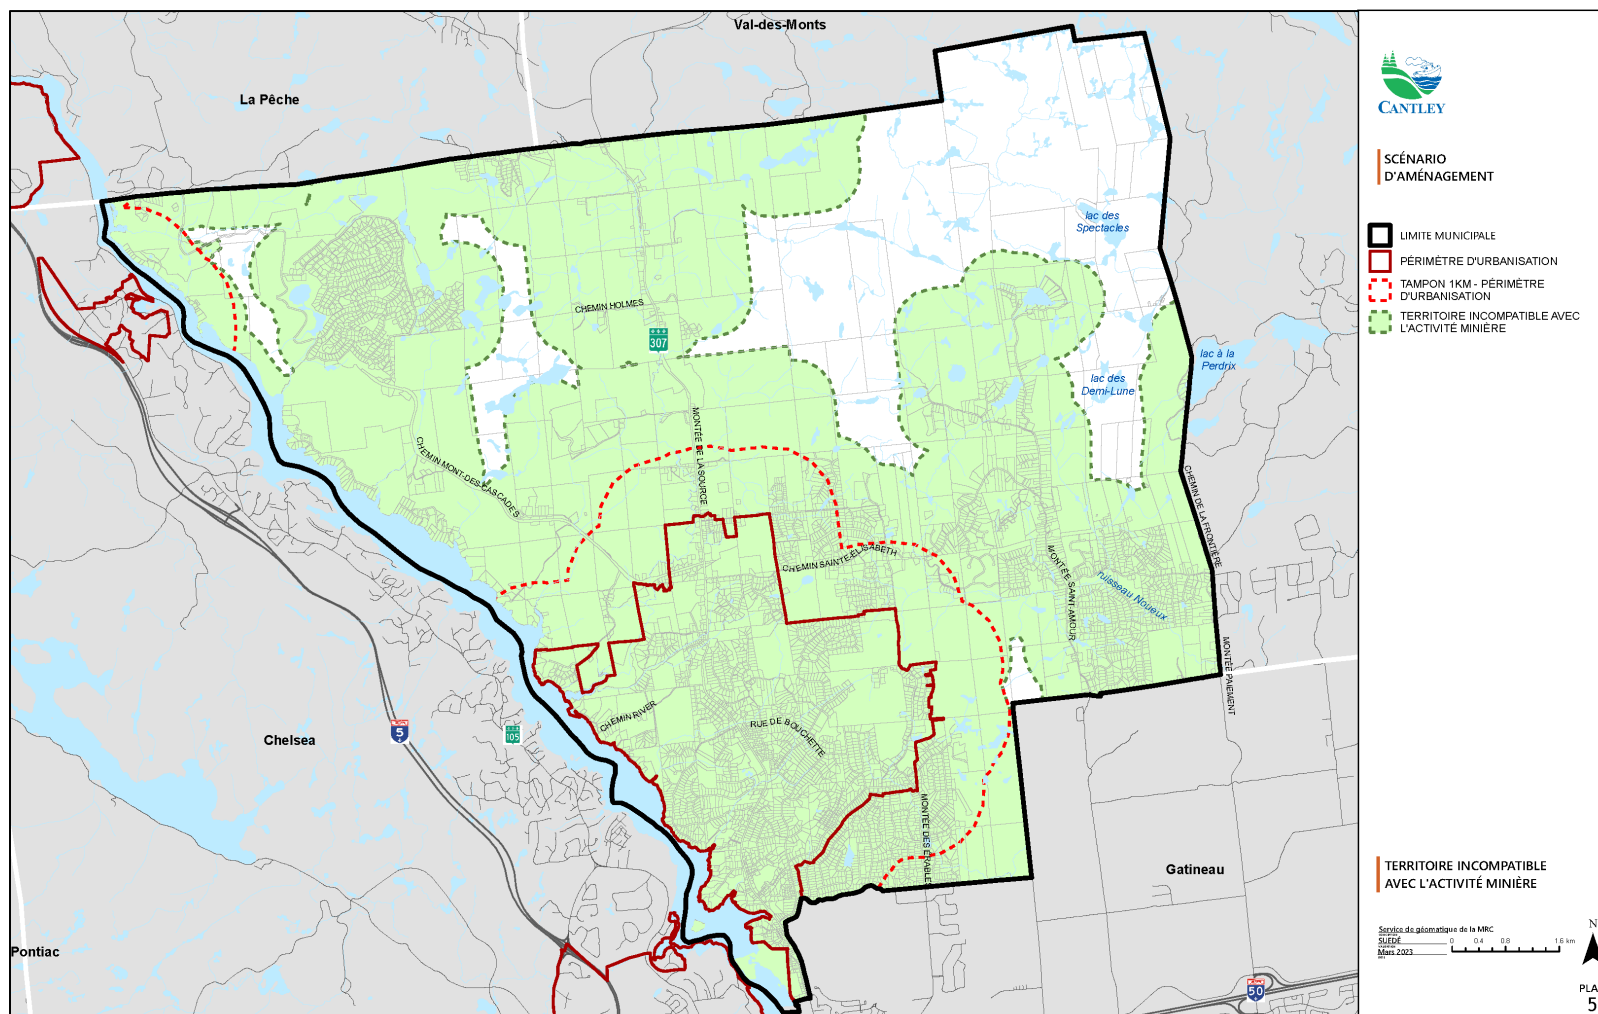 Val-des-Monts
La Pêche
lac des
Spectacles
CHEMIN HOLMES
307
lac à la
Perdrix
lac des
Demi-Lune
MONTÉE DE LA SOURCE
CHEMIN MONT-DES-CASCADES
CHEMIN DE LA FRONTIÈRE
CHEMIN SAINTE-ÉLISABETH
MONTÉE SAINT-AMOUR
ruisseau Noueux
MONTÉE PAIEMENT
CHEMIN RIVER
RUE DE BOUCHETTE
Chelsea
5
105
MONTÉE DES ÉRABLES
Gatineau
Pontiac
50
CANTLEY
SCÉNARIO
D'AMÉNAGEMENT
LIMITE MUNICIPALE
PÉRIMÈTRE D'URBANISATION
TAMPON 1KM - PÉRIMÈTRE
D'URBANISATION
TERRITOIRE INCOMPATIBLE AVEC
L'ACTIVITÉ MINIÈRE
TERRITOIRE INCOMPATIBLE
AVEC L'ACTIVITÉ MINIÈRE
Service de géomatique de la MRC
SUEDE
Mars 2023
0 0.4 0.8 1.6 km
N
PLA
5